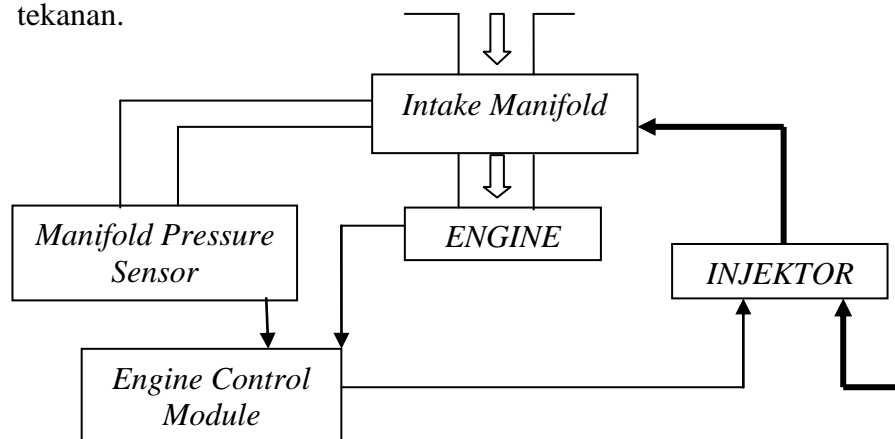 tekanan.
Intake Manifold
Manifold Pressure
Sensor
ENGINE
INJEKTOR
Engine Control
Module